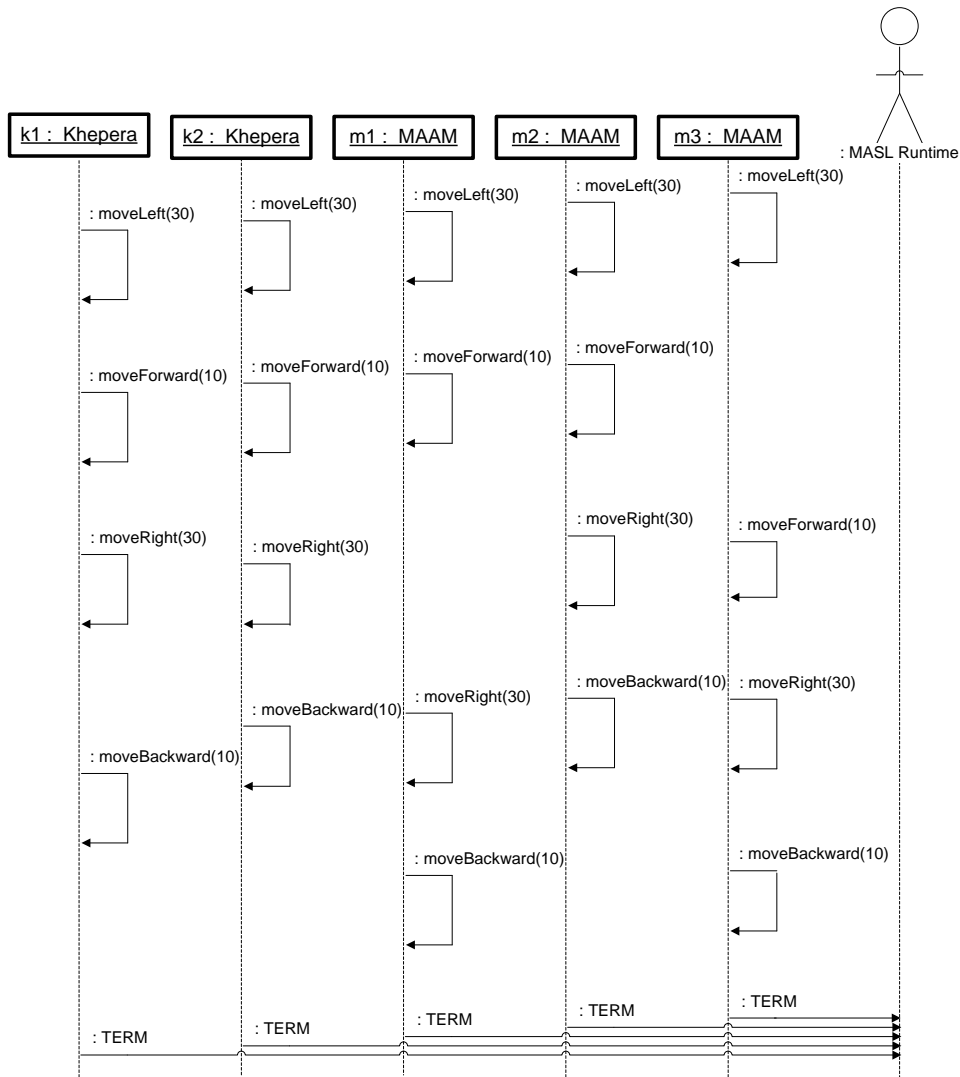 k1 : Khepera
k2 : Khepera
m1 : MAAM
m2 : MAAM
m3 : MAAM
: MASL Runtime
: moveLeft(30)
: moveLeft(30)
: moveLeft(30)
: moveLeft(30)
: moveLeft(30)
: moveForward(10)
: moveForward(10)
: moveForward(10)
: moveForward(10)
: moveRight(30)
: moveForward(10)
: moveRight(30)
: moveRight(30)
: moveBackward(10)
: moveRight(30)
: moveRight(30)
: moveBackward(10)
: moveBackward(10)
: moveBackward(10)
: moveBackward(10)
: TERM
: TERM
: TERM
: TERM
: TERM